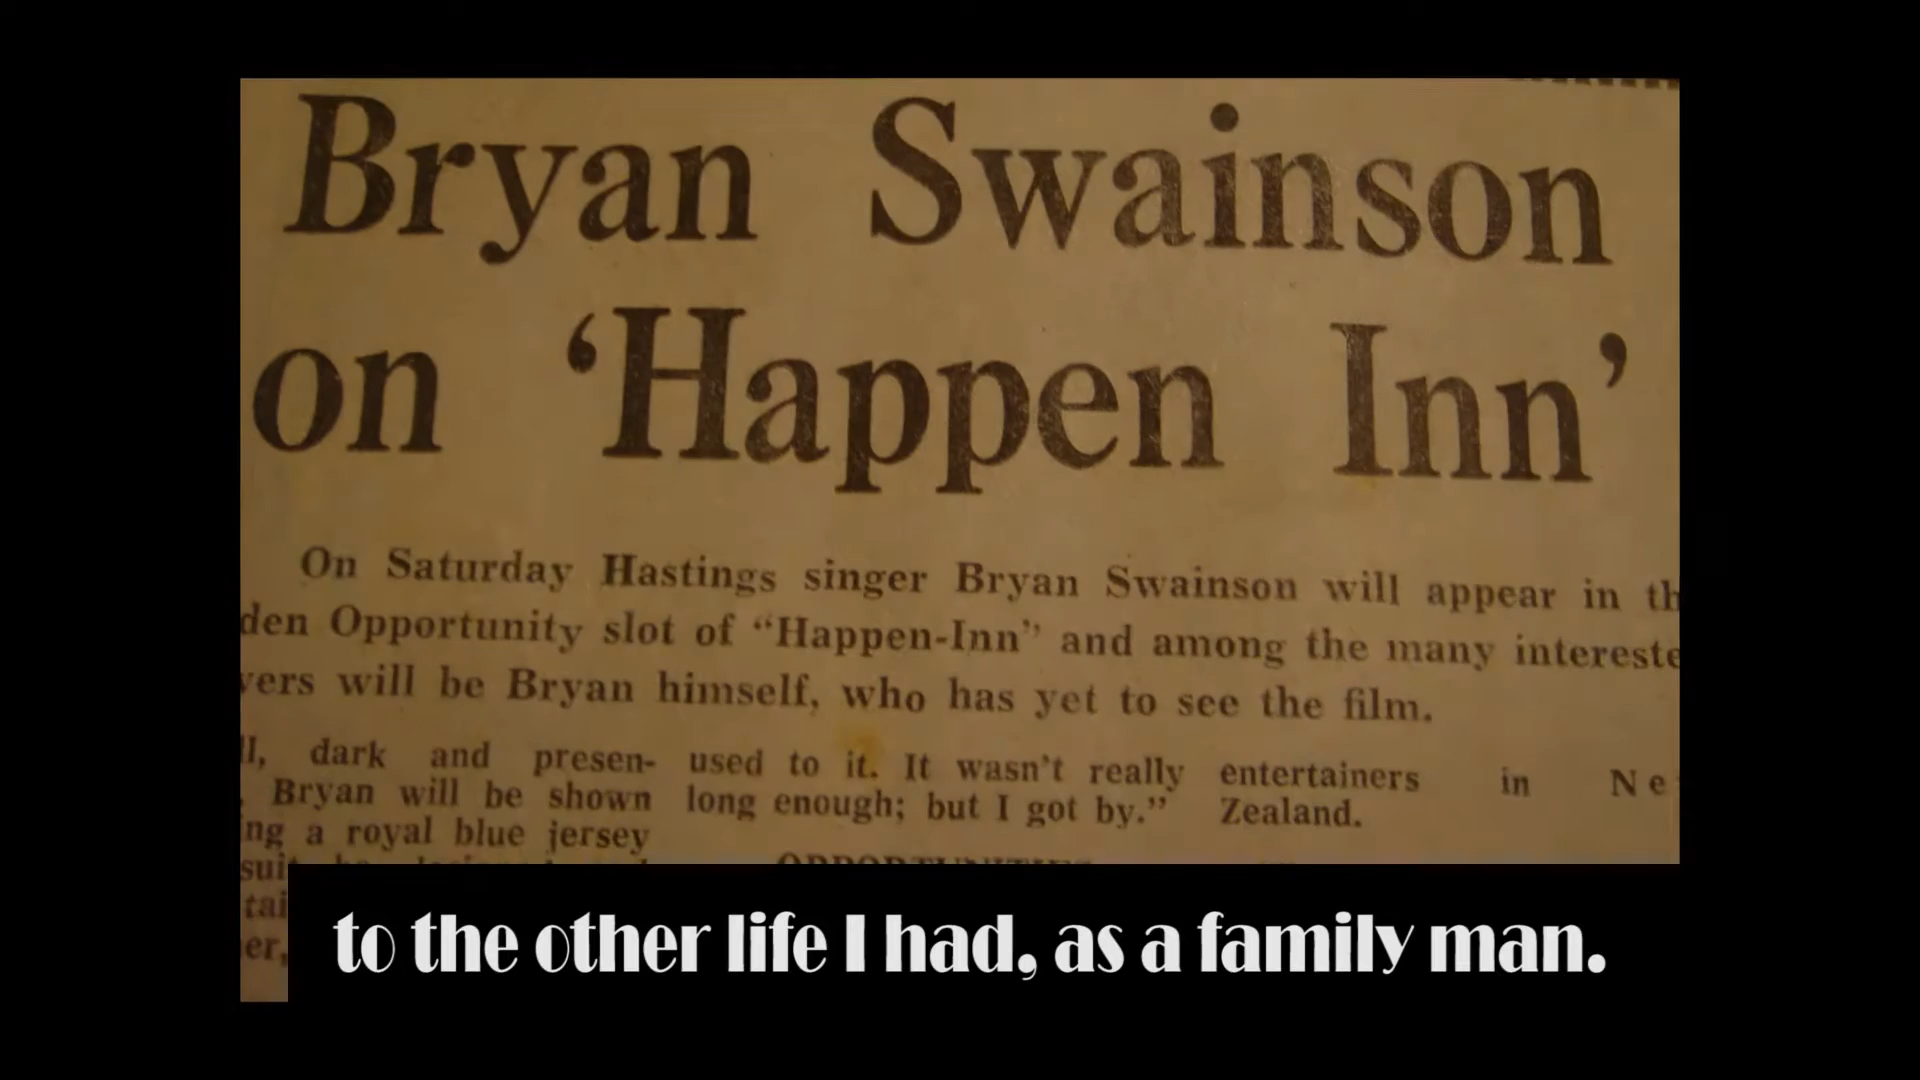 Bryan Swainson
on ‘Happen Inn’
On Saturday Hastings singer Bryan Swainson will appear in
Opportunity slot of “Happen-Inn” and among the many
will be Bryan himself, who has yet to see the film.
dark and presen-
Bryan will be shown
a royal blue jersey
used to it. It wasn't really
long enough; but I got by.”
entertainers in
Zealand.
to the other life I had, as a family man.